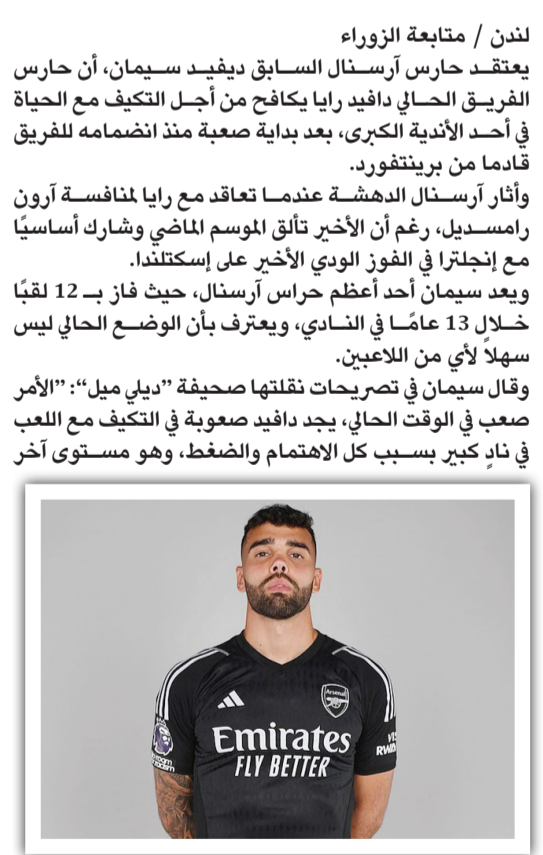 لندن / متابعة الزوراء
يعتقد حارس آرسنال السابق ديفيد سيمان، أن حارس
الفريق الحالي دافيد رايا يكافح من أجل التكيف مع الحياة
في أحد الأندية الكبرى، بعد بداية صعبة منذ انضمامه للفريق
قادما من برينتفورد.
وأثار آرسنال الدهشة عندما تعاقد مع رايا لمنافسة آرون
رامسديل، رغم أن الأخير تألق الموسم الماضي وشارك أساسيًا
مع إنجلترا في الفوز الودي الأخير على إسكتلندا.
ويعد سيمان أحد أعظم حراس آرسنال، حيث فاز بـ 12 لقبًا
خلال 13 عامًا في النادي، ويعترف بأن الوضع الحالي ليس
سهلاً لأي من اللاعبين.
وقال سيمان في تصريحات نقلتها صحيفة ”ديلي ميل“: ”الأمر
صعب في الوقت الحالي، يجد دافيد صعوبة في التكيف مع اللعب
في نادٍ كبير بسبب كل الاهتمام والضغط، وهو مستوى آخر
Arsenal
Emirates
FLY BETTER